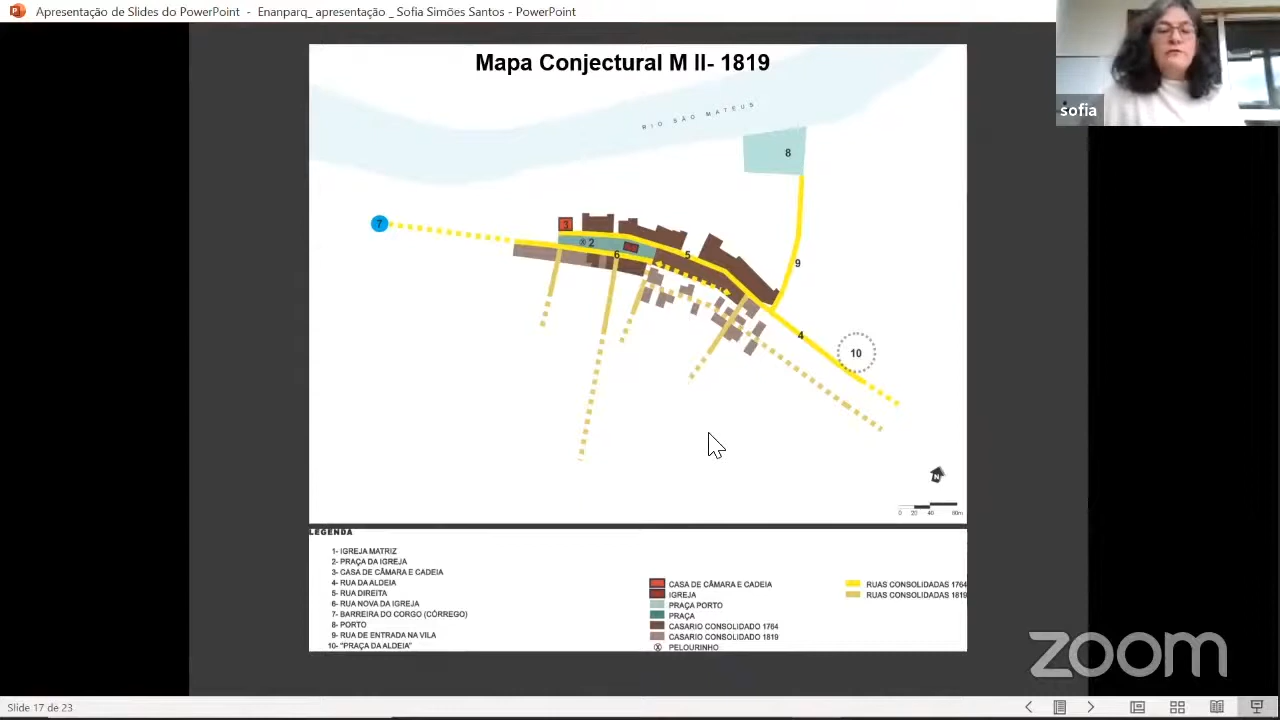 Apresentação de Slides do PowerPoint - Enanparq_ apresentação _ Sofia Simões Santos - PowerPoint
sofia
Mapa Conjectural M II- 1819
RIO SÃO MATEUS
8
7
3
2
6
5
9
4
10
N
0 20 40 80m
LEGENDA
1- IGREJA MATRIZ
2- PRAÇA DA IGREJA
3- CASA DE CÂMARA E CADEIA
4- RUA DA ALDEIA
5- RUA DIREITA
6- RUA NOVA DA IGREJA
7- BARREIRA DO CORGO (CÓRREGO)
8- PORTO
9- RUA DE ENTRADA NA VILA
10- "PRAÇA DA ALDEIA"
CASA DE CÂMARA E CADEIA
IGREJA
PRAÇA PORTO
PRAÇA
CASARIO CONSOLIDADO 1764
CASARIO CONSOLIDADO 1819
PELOURINHO
RUAS CONSOLIDADAS 1764
RUAS CONSOLIDADAS 1819
zoom
Slide 17 de 23